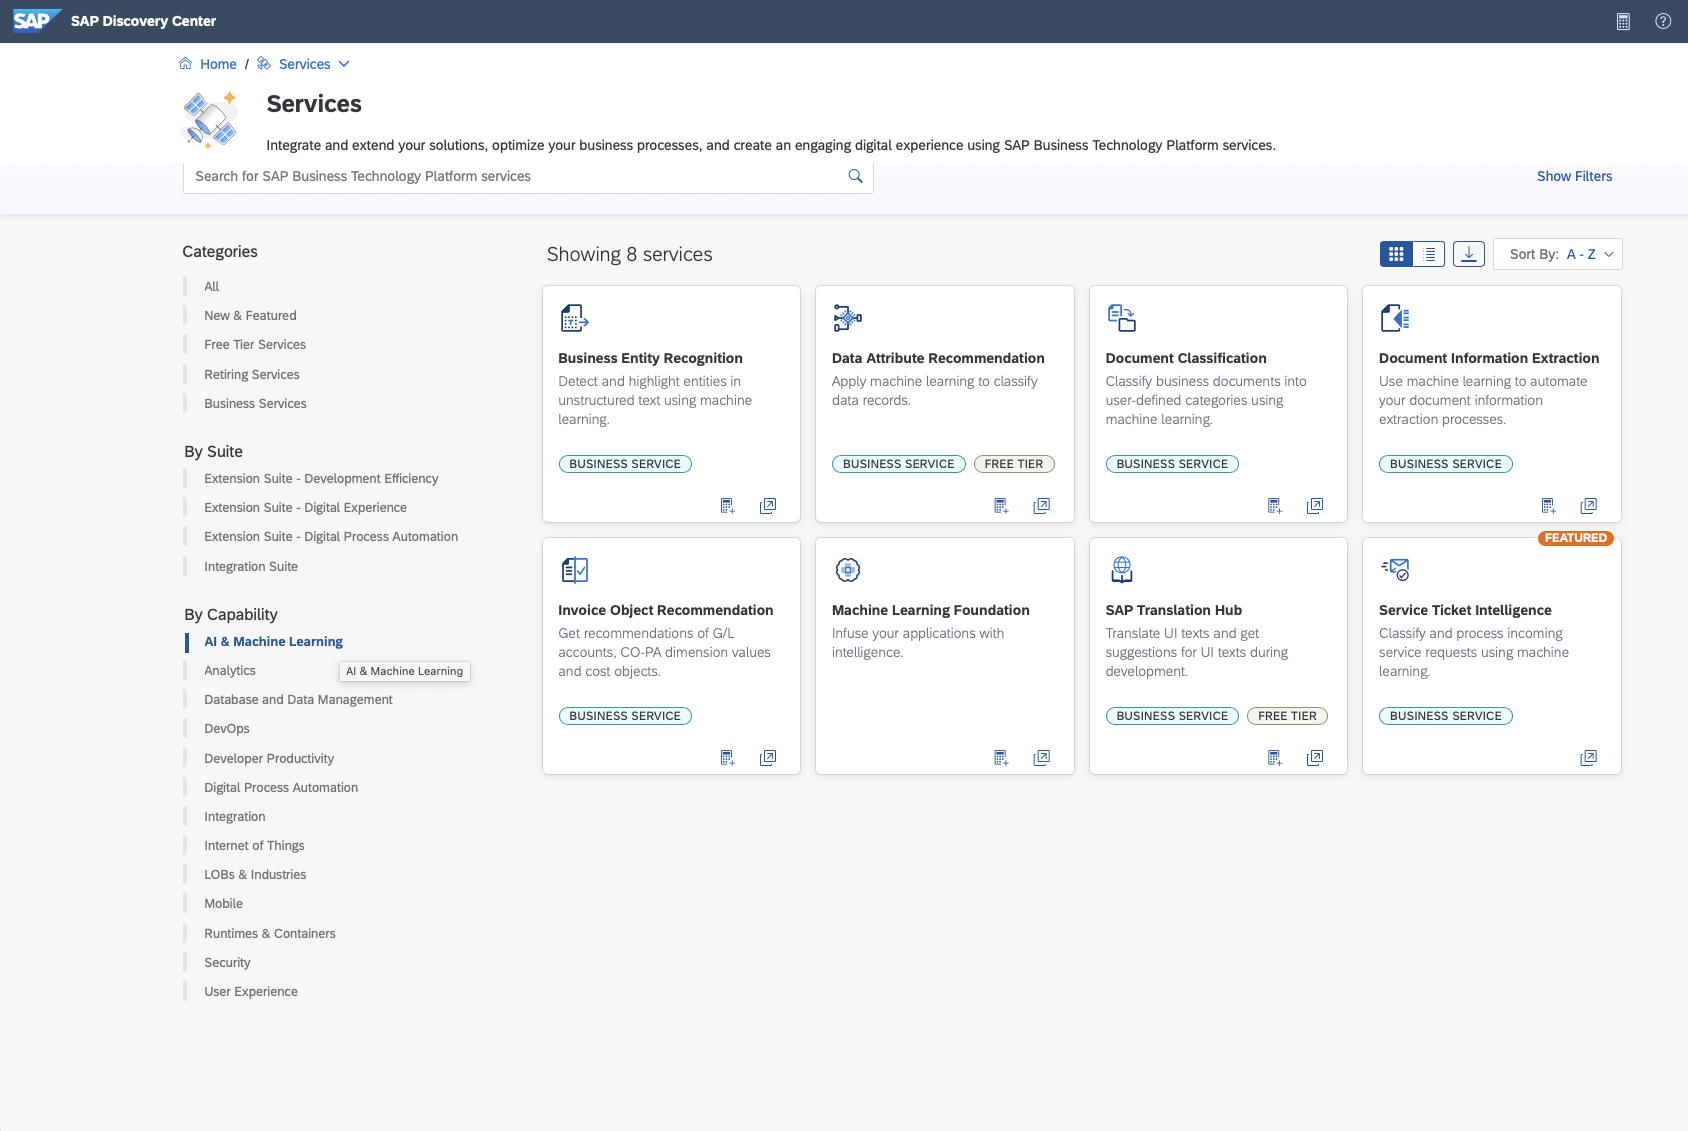 SAP SAP Discovery Center
Home / Services
Services
Integrate and extend your solutions, optimize your business processes, and create an engaging digital experience using SAP Business Technology Platform services.
Search for SAP Business Technology Platform services
Show Filters
Categories
All
New & Featured
Free Tier Services
Retiring Services
Business Services
By Suite
Extension Suite - Development Efficiency
Extension Suite - Digital Experience
Extension Suite - Digital Process Automation
Integration Suite
By Capability
AI & Machine Learning
Analytics
AI & Machine Learning
Database and Data Management
DevOps
Developer Productivity
Digital Process Automation
Integration
Internet of Things
LOBs & Industries
Mobile
Runtimes & Containers
Security
User Experience
Showing 8 services
Sort By: A - Z
Business Entity Recognition
Detect and highlight entities in
unstructured text using machine
learning.
BUSINESS SERVICE
Data Attribute Recommendation
Apply machine learning to classify
data records.
BUSINESS SERVICE FREE TIER
Document Classification
Classify business documents into
user-defined categories using
machine learning.
BUSINESS SERVICE
Document Information Extraction
Use machine learning to automate
your document information
extraction processes.
BUSINESS SERVICE
Invoice Object Recommendation
Get recommendations of G/L
accounts, CO-PA dimension values
and cost objects.
BUSINESS SERVICE
Machine Learning Foundation
Infuse your applications with
intelligence.
SAP Translation Hub
Translate UI texts and get
suggestions for UI texts during
development.
BUSINESS SERVICE FREE TIER
FEATURED
Service Ticket Intelligence
Classify and process incoming
service requests using machine
learning.
BUSINESS SERVICE